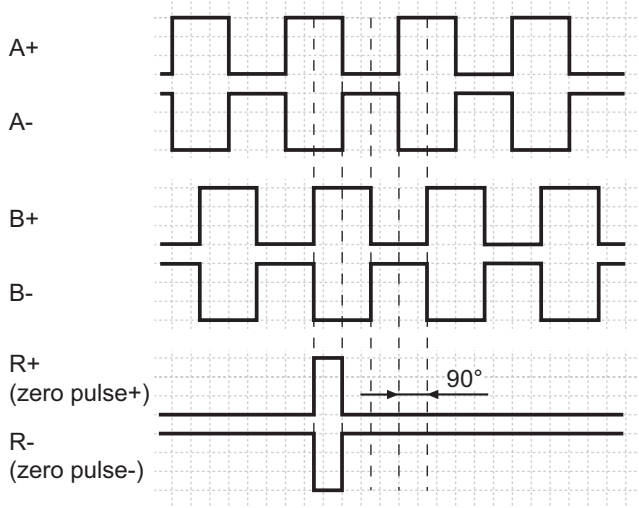 A+
A-
B+
B-
R+
(zero pulse+)
90°
R-
(zero pulse-)